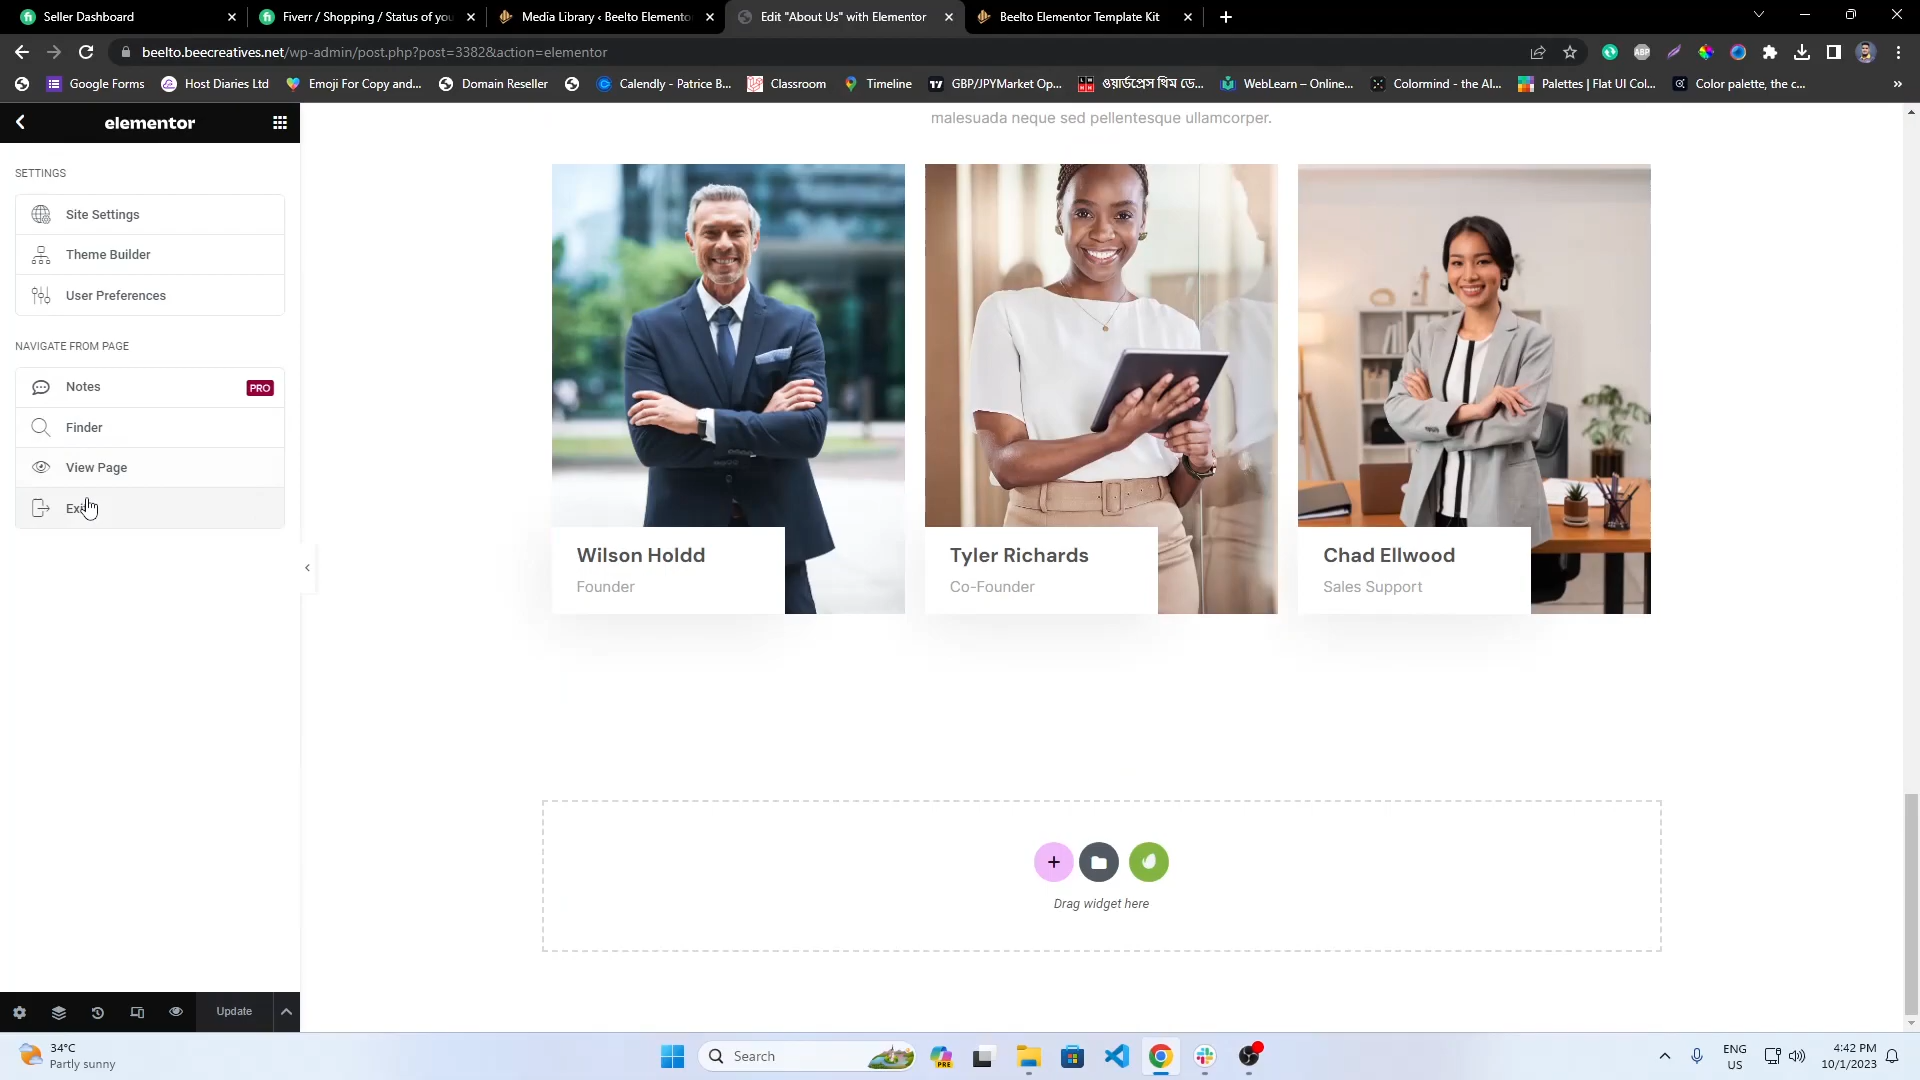 Seller Dashboard
Fiverr / Shopping / Status of you
Media Library ‹ Beelto Elemento
Edit "About Us" with Elementor
Beelto Elementor Template Kit
beelto.beecreatives.net/wp-admin/post.php?post=3382&action=elementor
ABP
Google Forms
Host Diaries Ltd
Emoji For Copy and...
Domain Reseller
Calendly - Patrice B...
Classroom
Timeline
GBP/JPYMarket Op...
ওয়ার্ডপ্রেস থিম ডে...
WebLearn – Online...
Colormind - the AI...
Palettes | Flat UI Col...
Color palette, the c...
elementor
malesuada neque sed pellentesque ullamcorper.
SETTINGS
Site Settings
Theme Builder
User Preferences
NAVIGATE FROM PAGE
Notes
PRO
Finder
View Page
Wilson Holdd
Founder
Tyler Richards
Co-Founder
Chad Ellwood
Sales Support
Drag widget here
Update
34°C
Partly sunny
Search
PRE
ENG
US
4:42 PM
10/1/2023